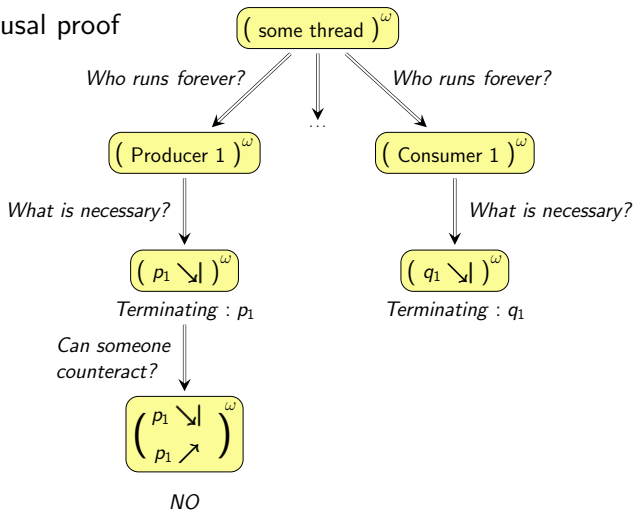 usal proof
( some thread )^ω
Who runs forever? Who runs forever?
...
( Producer 1 )^ω ( Consumer 1 )^ω
What is necessary? What is necessary?
( p₁ ↘| )^ω ( q₁ ↘| )^ω
Terminating : p₁ Terminating : q₁
Can someone
counteract?
( p₁ ↘|
p₁ ↗ )^ω
NO